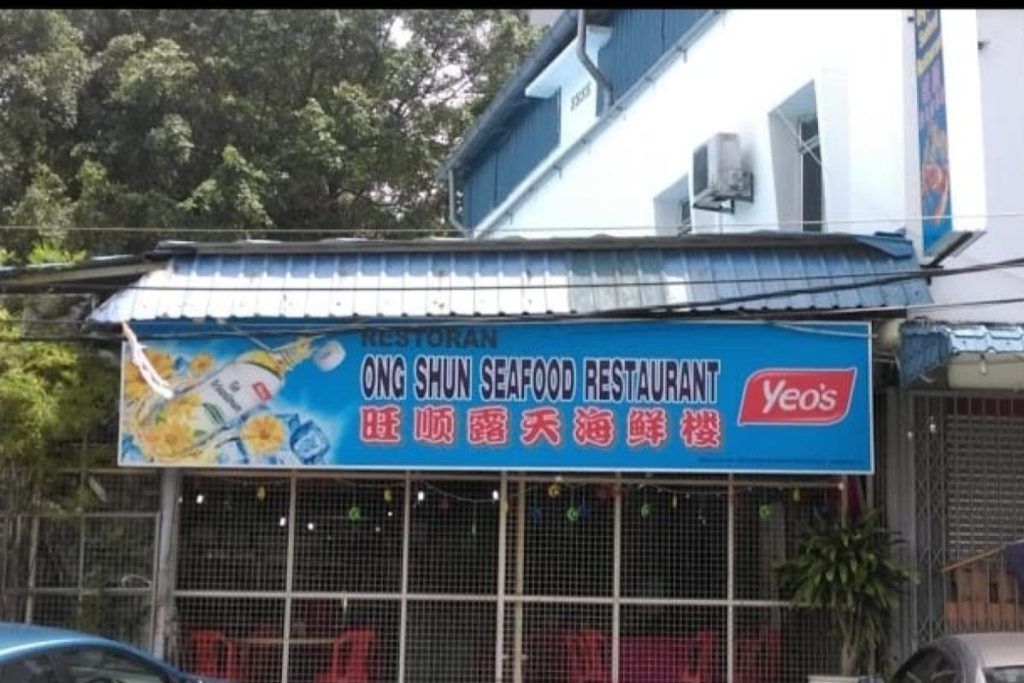 RESTORAN
ONG SHUN SEAFOOD RESTAURANT
旺顺露天海鲜楼
Yeo's